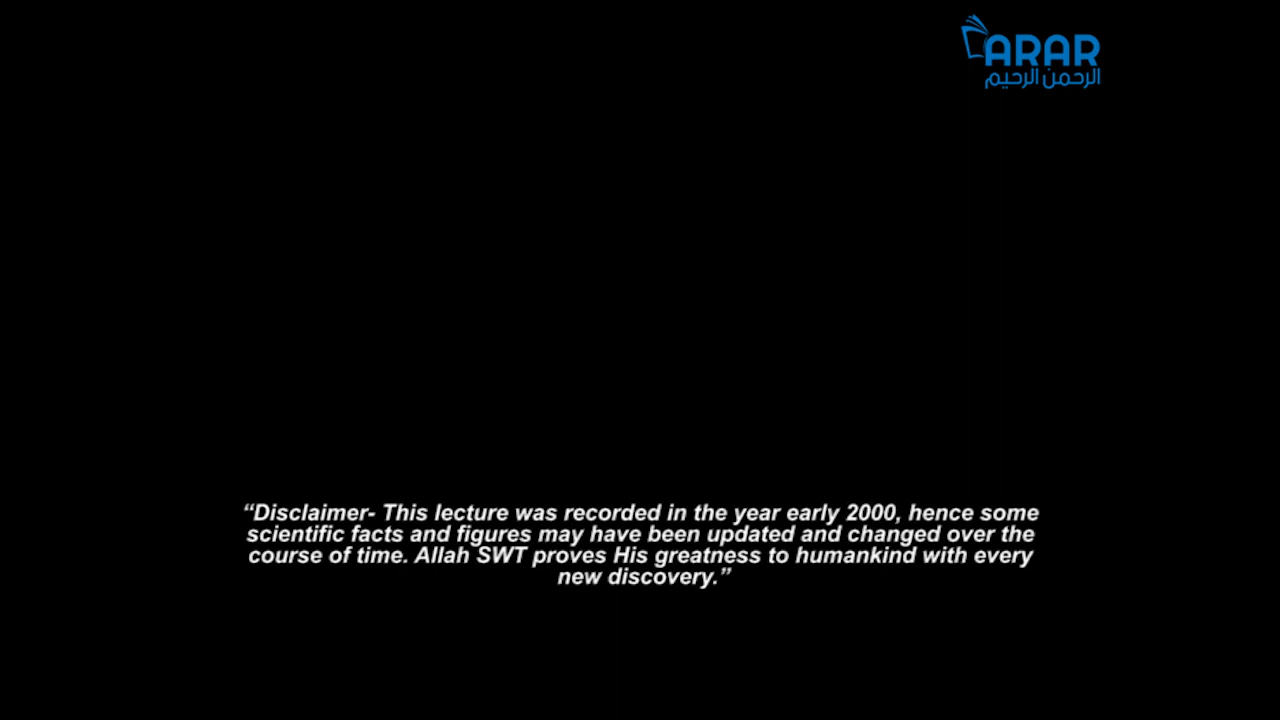 ARAR
الرحمن الرحيم
“Disclaimer- This lecture was recorded in the year early 2000, hence some
scientific facts and figures may have been updated and changed over the
course of time. Allah SWT proves His greatness to humankind with every
new discovery.”